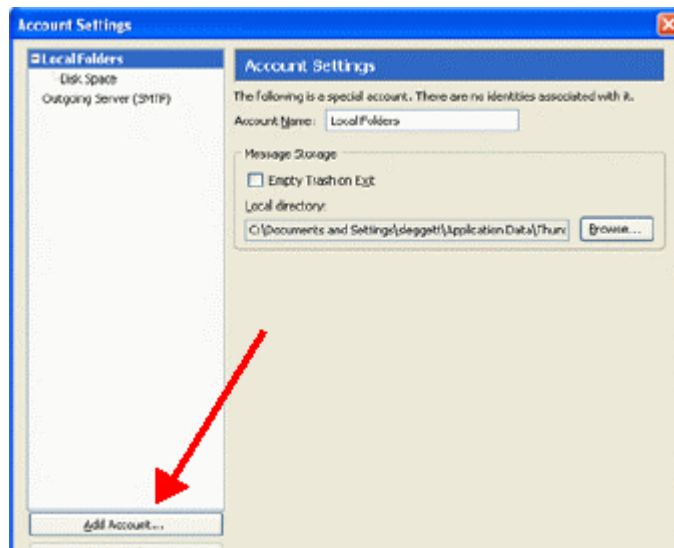 Account Settings
Local Folders
Disk Space
Outgoing Server (SMTP)
Account Settings
The following is a special account. There are no identities associated with it.
Account Name: Local Folders
Message Storage
Empty Trash on Exit
Local directory:
C:\Documents and Settings\sleggett\Application Data\Thun
Browse...
Add Account...